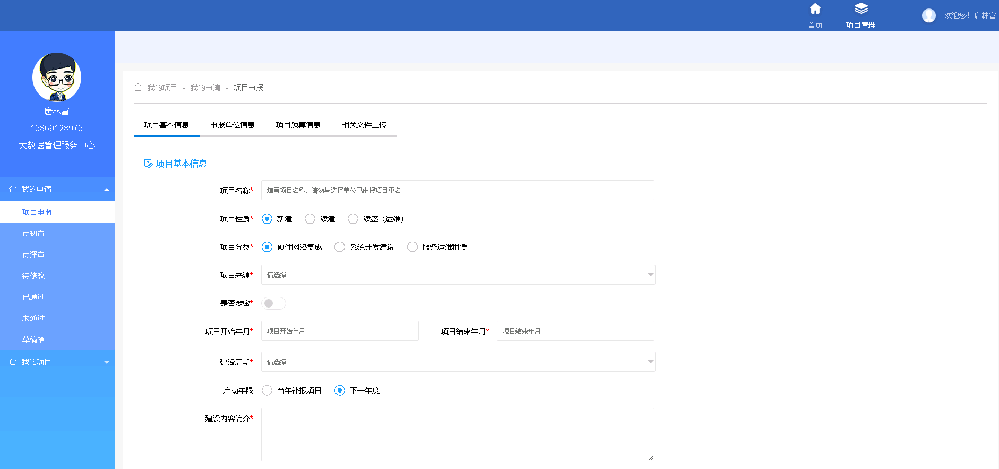 首页
项目管理
欢迎您！唐林富
唐林富
15869128975
大数据管理服务中心
我的申请
项目申报
待初审
待评审
待修改
已通过
未通过
草稿箱
我的项目
我的项目 - 我的申请 - 项目申报
项目基本信息 申报单位信息 项目预算信息 相关文件上传
项目基本信息
项目名称* 填写项目名称，请勿与选择单位已申报项目重名
项目性质* 新建 续建 续签（运维）
项目分类* 硬件网络集成 系统开发建设 服务运维租赁
项目来源* 请选择
是否涉密*
项目开始年月* 项目开始年月 项目结束年月* 项目结束年月
建设周期* 请选择
启动年限 当年补报项目 下一年度
建设内容简介*